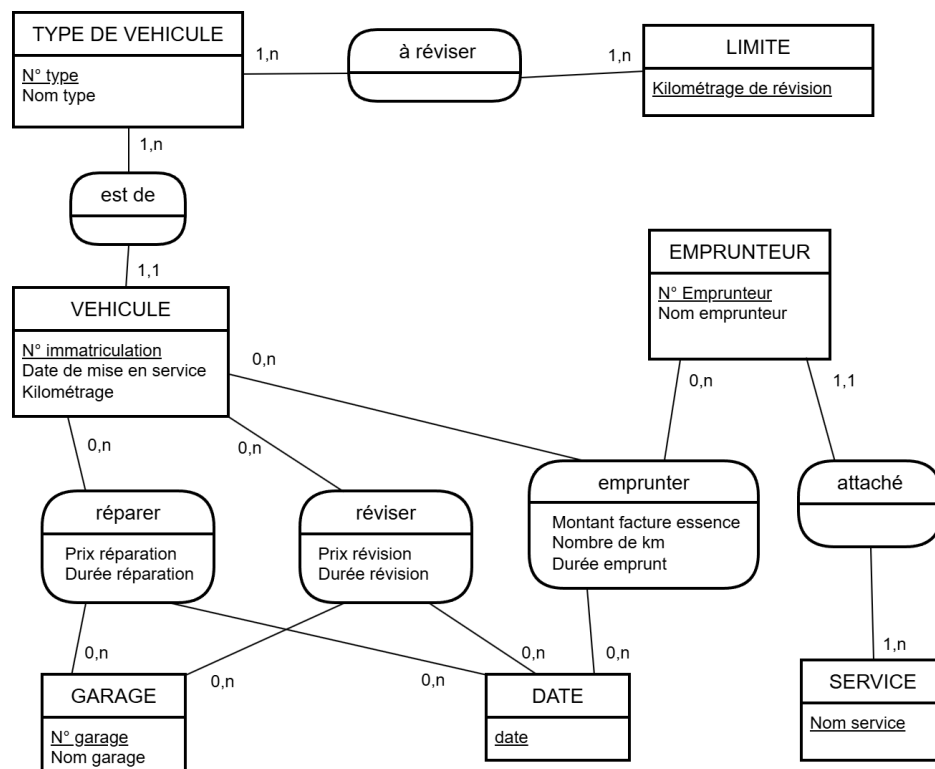 TYPE DE VEHICULE
N° type
Nom type
1,n
à réviser
1,n
LIMITE
Kilométrage de révision
1,n
est de
1,1
VEHICULE
N° immatriculation
Date de mise en service
Kilométrage
EMPRUNTEUR
N° Emprunteur
Nom emprunteur
0,n
0,n
1,1
0,n
0,n
réparer
Prix réparation
Durée réparation
réviser
Prix révision
Durée révision
emprunter
Montant facture essence
Nombre de km
Durée emprunt
attaché
0,n
0,n
0,n
0,n
0,n
1,n
GARAGE
N° garage
Nom garage
DATE
date
SERVICE
Nom service